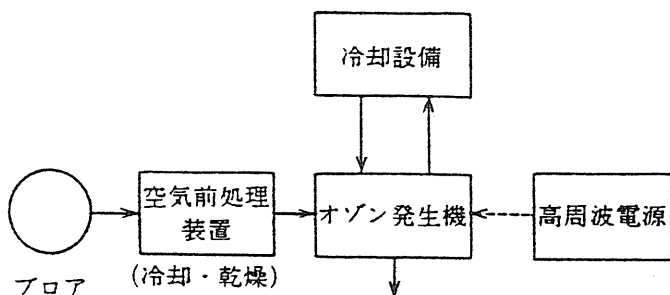 冷却設備
空気前処理
装置
オゾン発生機
高周波電源
ブロア
(冷却・乾燥)